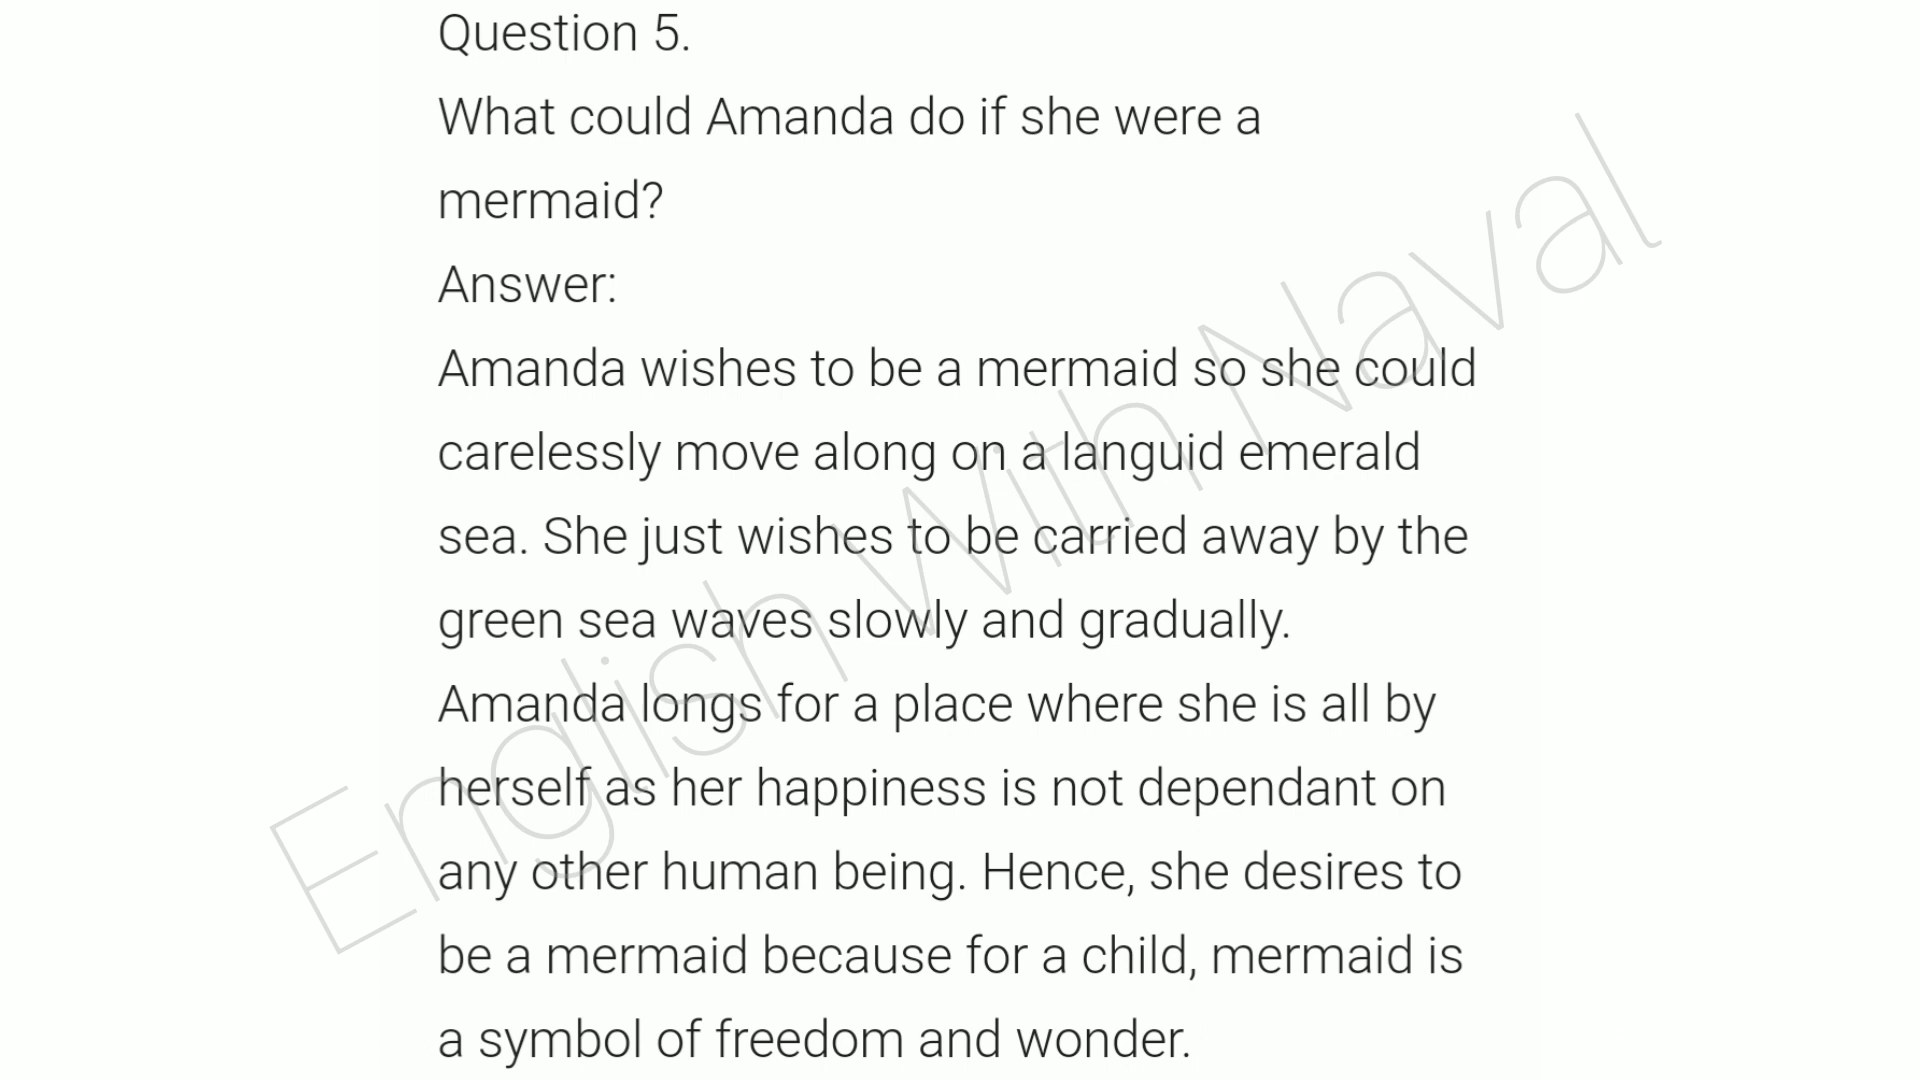 Question 5.
What could Amanda do if she were a
mermaid?
Answer:
Amanda wishes to be a mermaid so she could
carelessly move along on a languid emerald
sea. She just wishes to be carried away by the
green sea waves slowly and gradually.
Amanda longs for a place where she is all by
herself as her happiness is not dependant on
any other human being. Hence, she desires to
be a mermaid because for a child, mermaid is
a symbol of freedom and wonder.
English With Naval